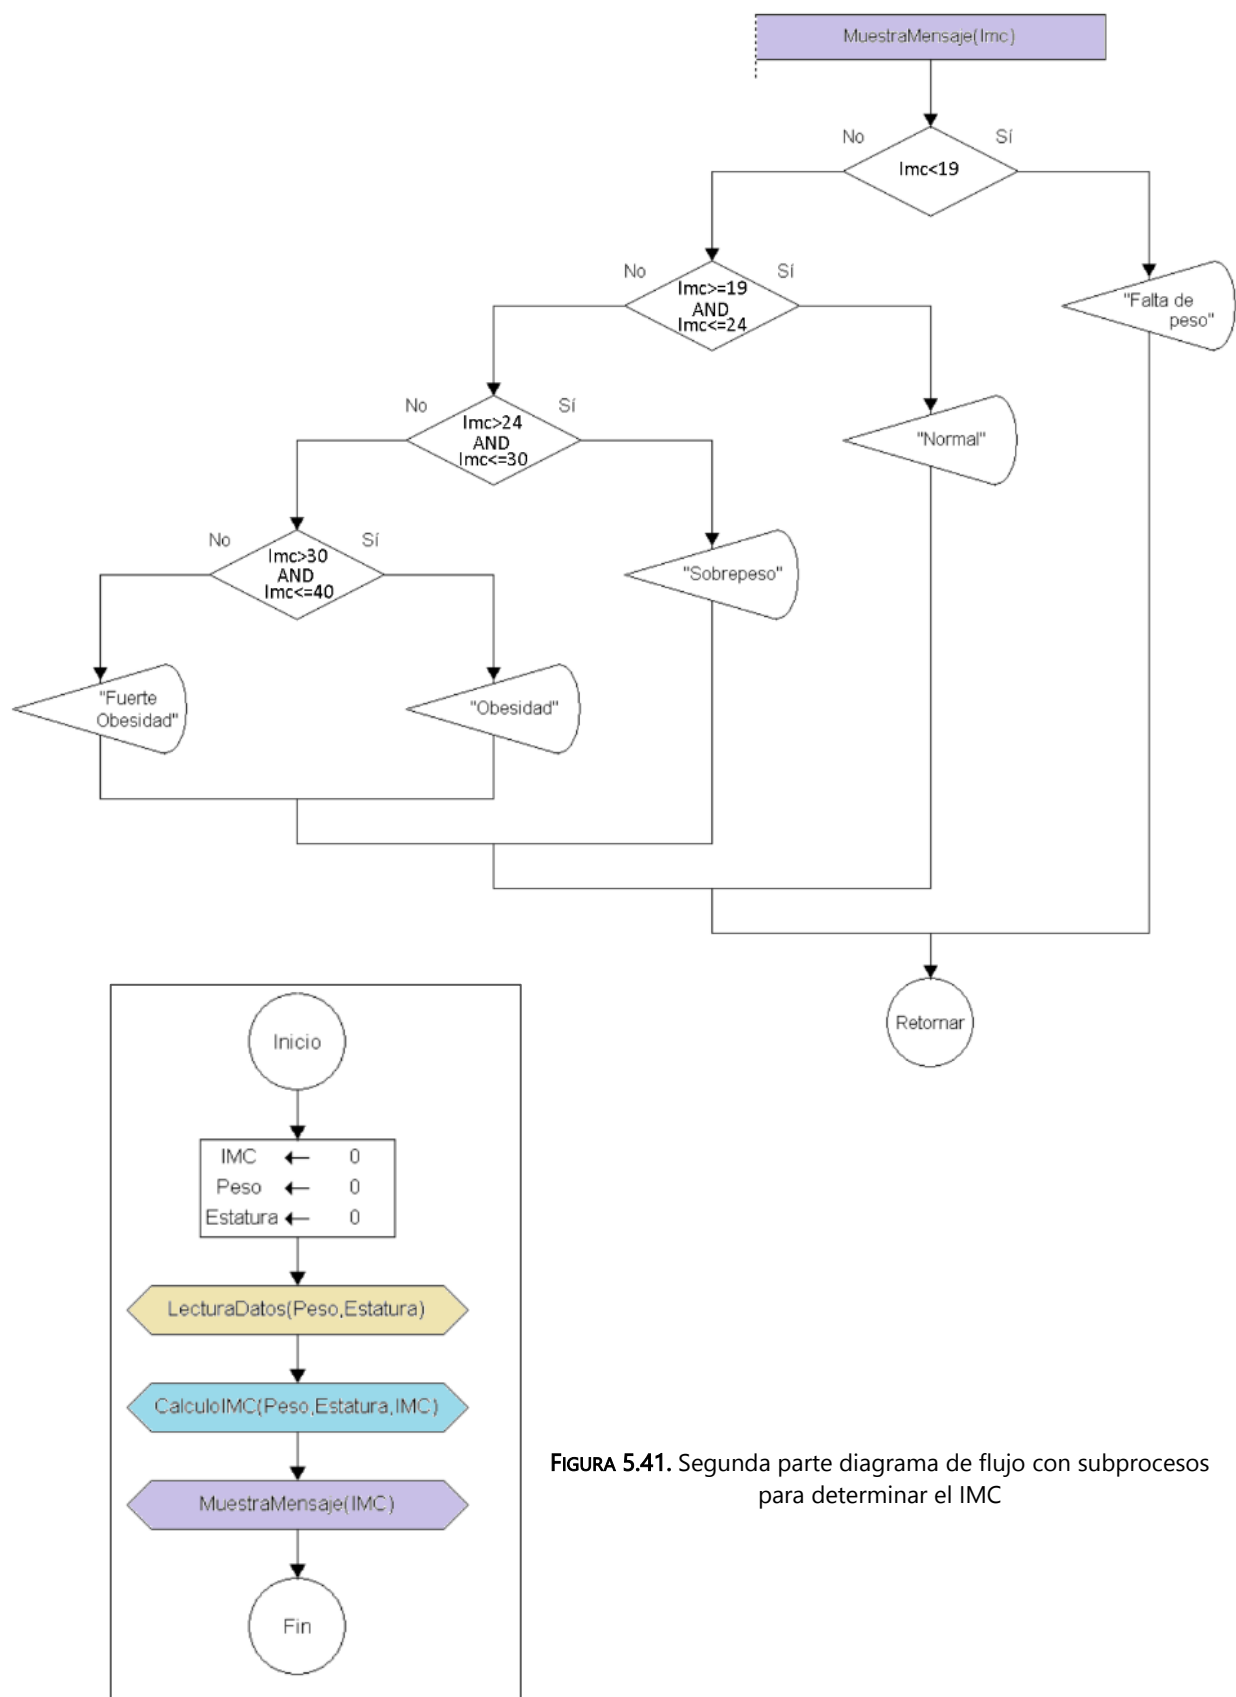 MuestraMensaje(Imc)
No
Sí
Imc<19
No
Sí
Imc>=19
AND
Imc<=24
"Falta de
peso"
No
Sí
Imc>24
AND
Imc<=30
"Normal"
No
Sí
Imc>30
AND
Imc<=40
"Sobrepeso"
"Fuerte
Obesidad"
"Obesidad"
Retornar
Inicio
IMC ← 0
Peso ← 0
Estatura ← 0
LecturaDatos(Peso,Estatura)
CalculoIMC(Peso,Estatura,IMC)
MuestraMensaje(IMC)
Fin
FIGURA 5.41. Segunda parte diagrama de flujo con subprocesos
para determinar el IMC